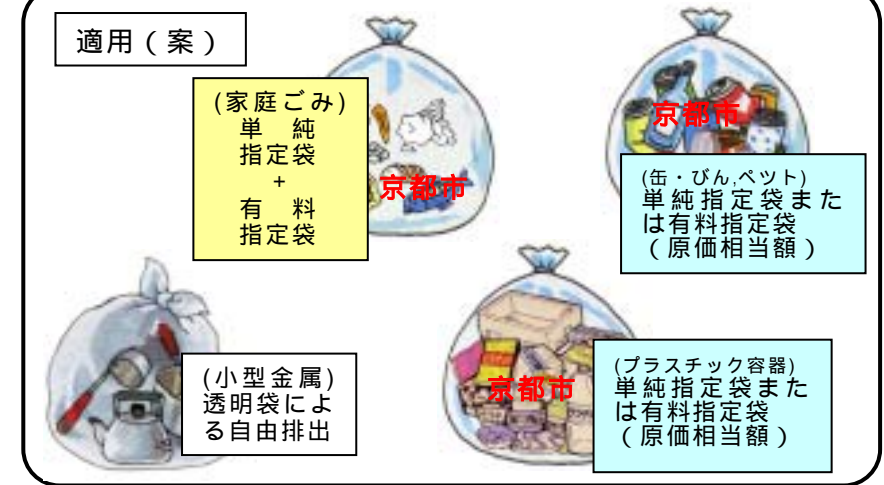 適用（案）
(家庭ごみ)
単　純
指定袋
+
有　料
指定袋
京都市
京都市
(缶・びん,ペツト)
単純指定袋また
は有料指定袋
（原価相当額）
(小型金属)
透明袋によ
る自由排出
京都市
(プラスチック容器)
単純指定袋また
は有料指定袋
（原価相当額）